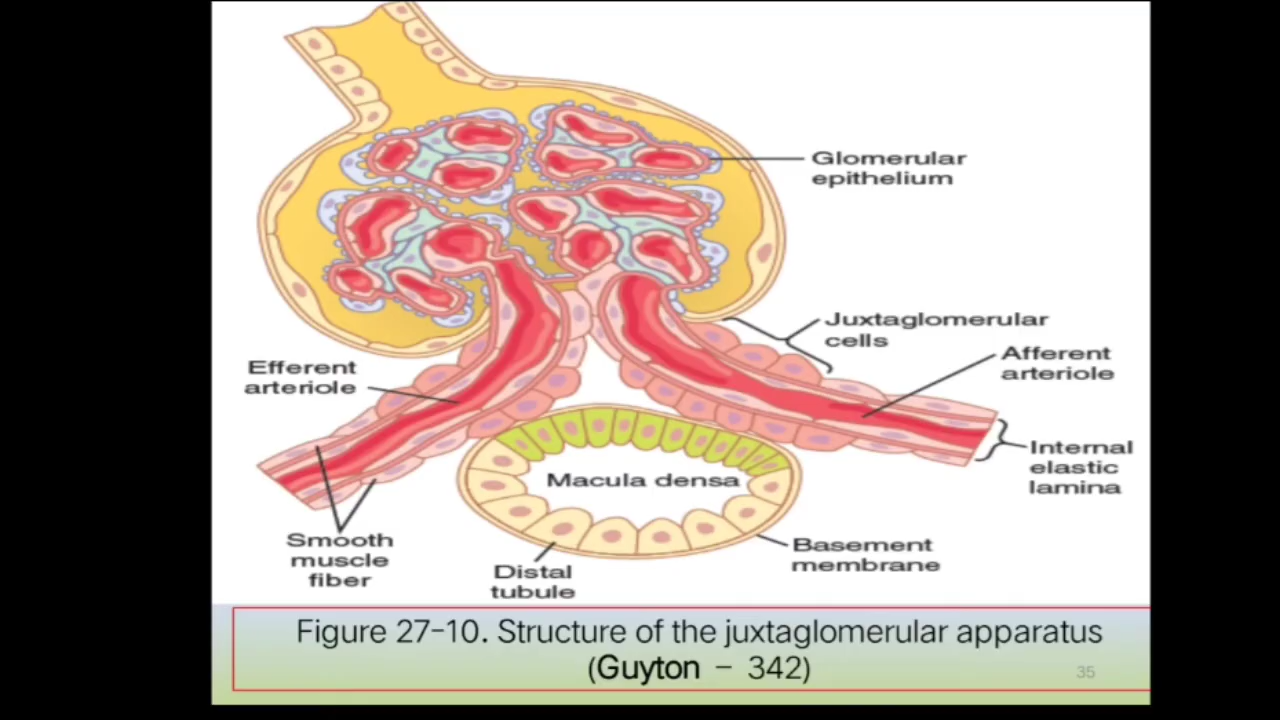 Glomerular
epithelium
Juxtaglomerular
cells
Afferent
arteriole
Efferent
arteriole
Internal
elastic
lamina
Macula densa
Smooth
muscle
fiber
Basement
membrane
Distal
tubule
Figure 27-10. Structure of the juxtaglomerular apparatus
(Guyton - 342)
35